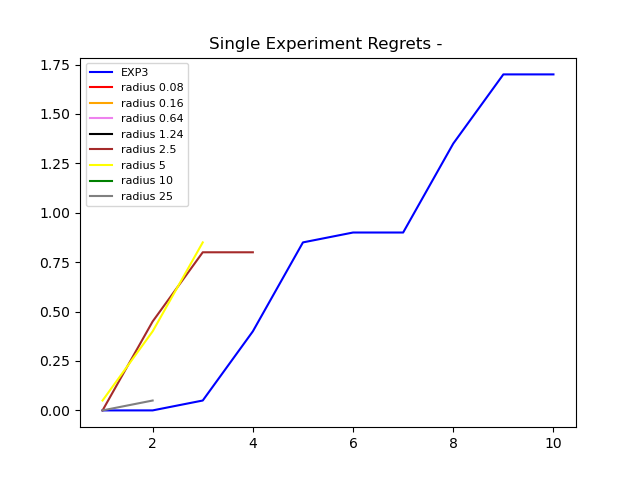 Single Experiment Regrets -
1.75
1.50
1.25
1.00
0.75
0.50
0.25
0.00
EXP3
radius 0.08
radius 0.16
radius 0.64
radius 1.24
radius 2.5
radius 5
radius 10
radius 25
2 4 6 8 10